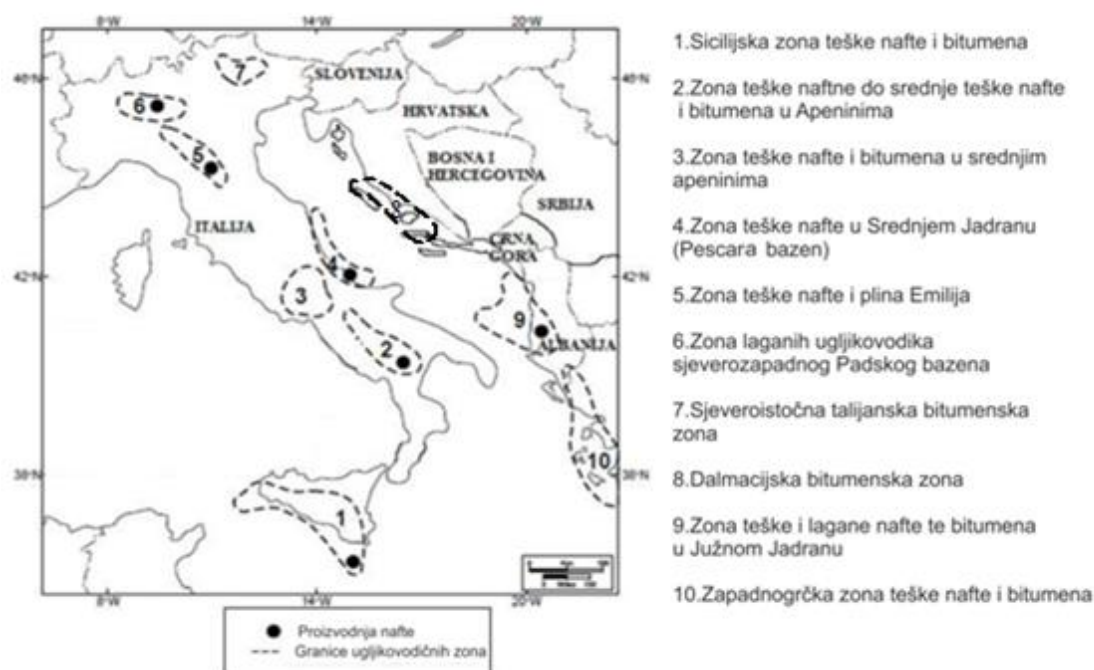 8°W
14°W
20°W
46°N
7
SLOVENIJA
HRVATSKA
6
BOSNA I
HERCEGOVINA
5
SRBIJA
ITALIJA
8
CRNA
GORA
42°N
4
3
9
ALBANIJA
2
38°N
10
1
8°W
14°W
20°W
Proizvodnja nafte
Granice ugljikovodičnih zona
1.Sicilijska zona teške nafte i bitumena
2.Zona teške naftne do srednje teške nafte
i bitumena u Apeninima
3.Zona teške nafte i bitumena u srednjim
apeninima
4.Zona teške nafte u Srednjem Jadranu
(Pescara bazen)
5.Zona teške nafte i plina Emilija
6.Zona laganih ugljikovodika
sjeverozapadnog Padskog bazena
7.Sjeveroistočna talijanska bitumenska
zona
8.Dalmacijska bitumenska zona
9.Zona teške i lagane nafte te bitumena
u Južnom Jadranu
10.Zapadnogrčka zona teške nafte i bitumena